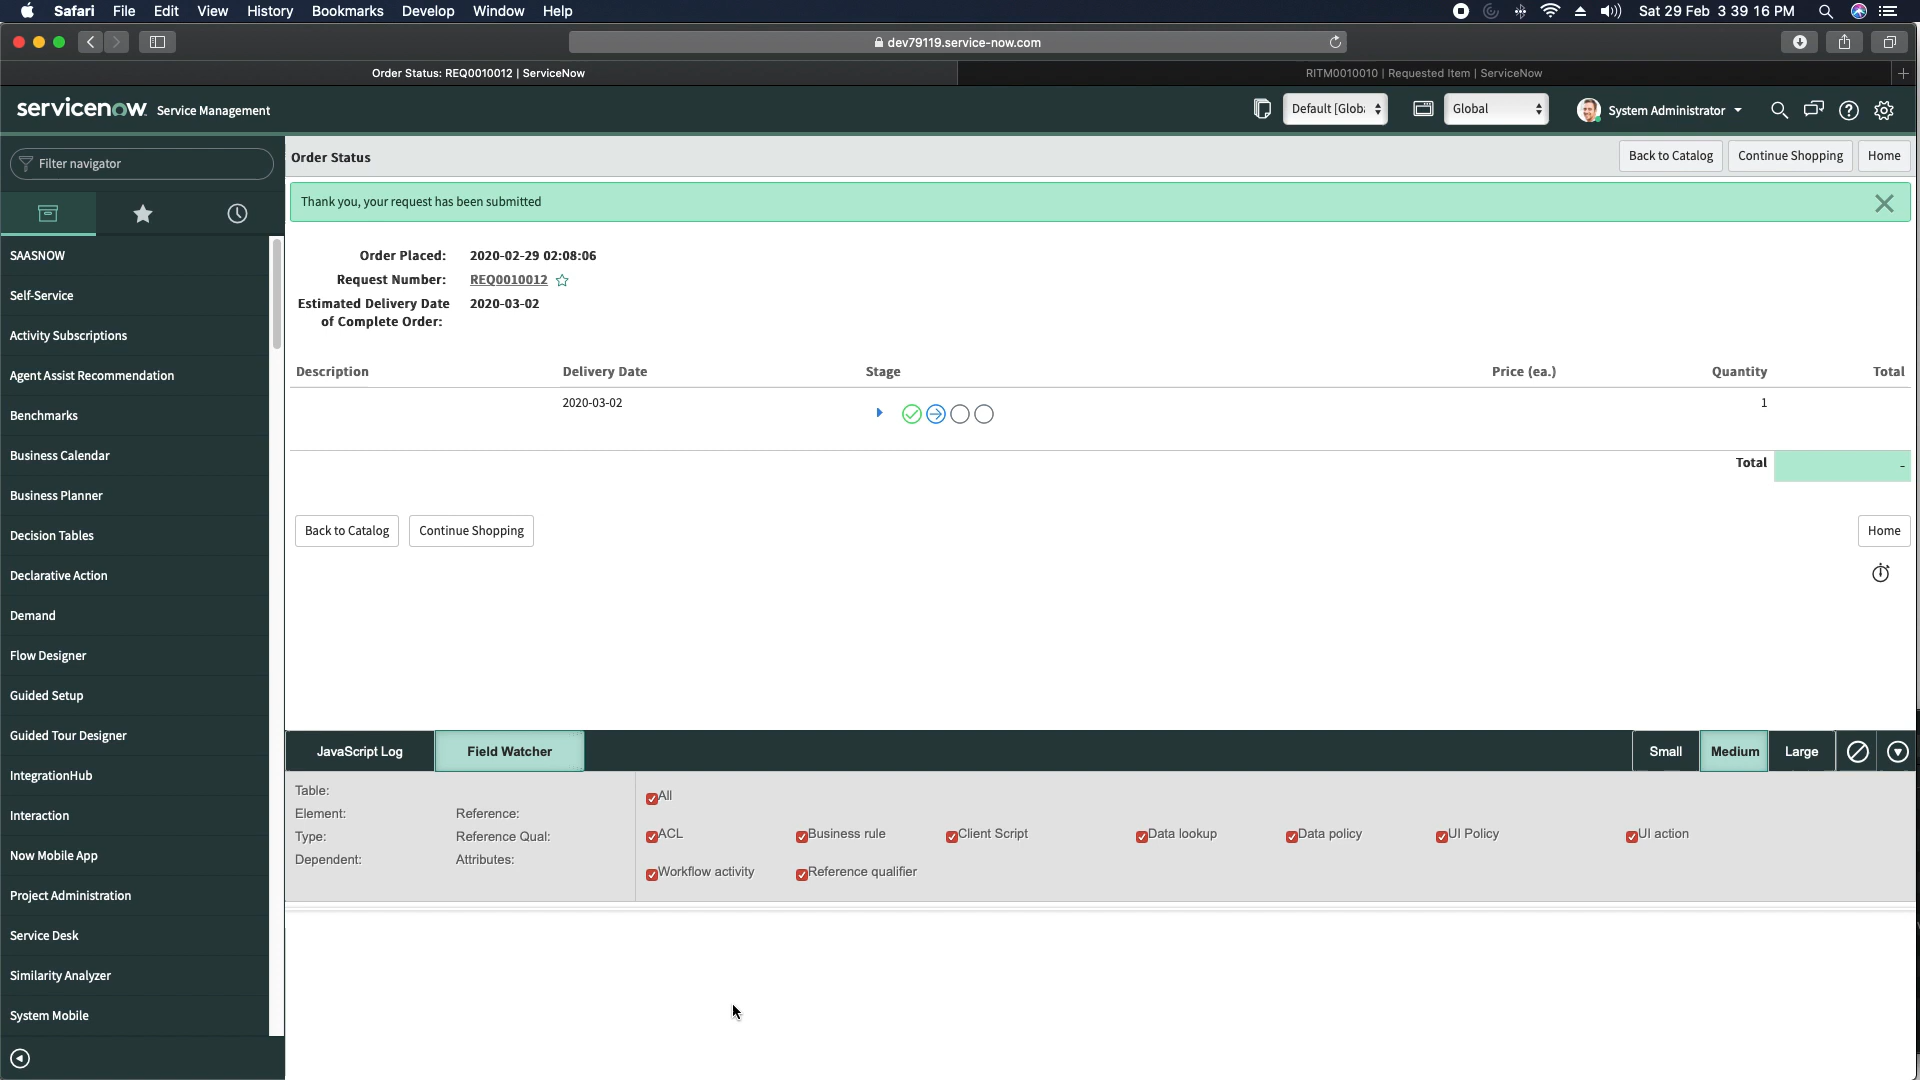 Safari File Edit View History Bookmarks Develop Window Help Sat 29 Feb 3 39 16 PM
dev79119.service-now.com
Order Status: REQ0010012 | ServiceNow RITM0010010 | Requested Item | ServiceNow
servicenow Service Management Default [Globa Global System Administrator
Filter navigator
Order Status Back to Catalog Continue Shopping Home
Thank you, your request has been submitted
SAASNOW
Self-Service
Activity Subscriptions
Agent Assist Recommendation
Benchmarks
Business Calendar
Business Planner
Decision Tables
Declarative Action
Demand
Flow Designer
Guided Setup
Guided Tour Designer
IntegrationHub
Interaction
Now Mobile App
Project Administration
Service Desk
Similarity Analyzer
System Mobile
Order Placed: 2020-02-29 02:08:06
Request Number: REQ0010012
Estimated Delivery Date 2020-03-02
of Complete Order:
Description Delivery Date Stage Price (ea.) Quantity Total
2020-03-02 1
Total -
Back to Catalog Continue Shopping Home
JavaScript Log Field Watcher Small Medium Large
Table:
Element: Reference:
Type: Reference Qual:
Dependent: Attributes:
All
ACL Business rule Client Script Data lookup Data policy UI Policy UI action
Workflow activity Reference qualifier